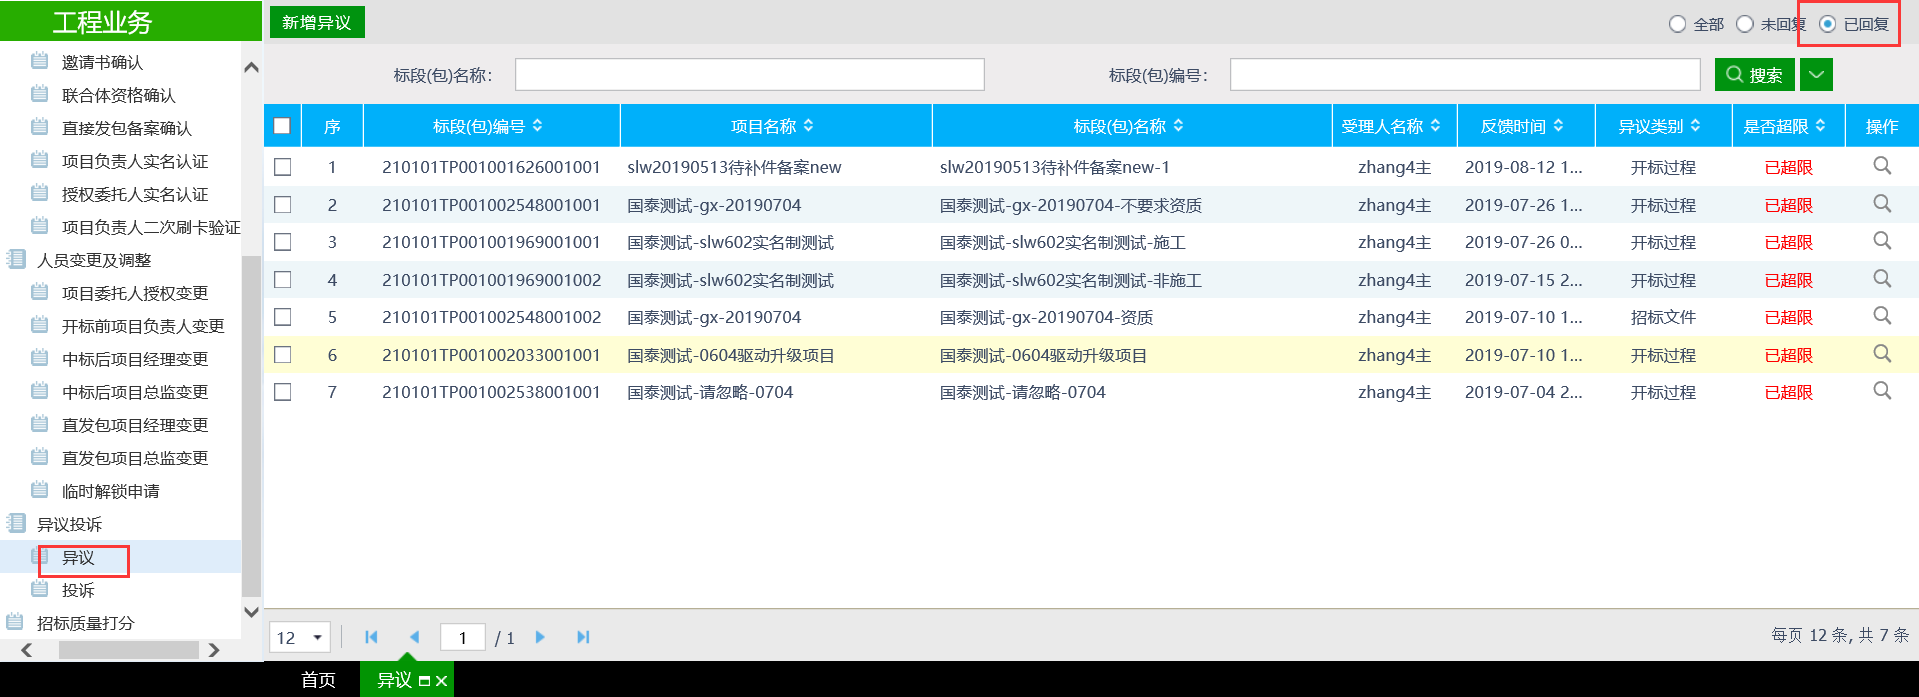 工程业务
邀请书确认
联合体资格确认
直接发包备案确认
项目负责人实名认证
授权委托人实名认证
项目负责人二次刷卡验证
人员变更及调整
项目委托人授权变更
开标前项目负责人变更
中标后项目经理变更
中标后项目总监变更
直发包项目经理变更
直发包项目总监变更
临时解锁申请
异议投诉
异议
投诉
招标质量打分
新增异议 全部 未回复 已回复
标段(包)名称: 标段(包)编号: 搜索
序 标段(包)编号 项目名称 标段(包)名称 受理人名称 反馈时间 异议类别 是否超限 操作
1 210101TP001001626001001 slw20190513待补件备案new slw20190513待补件备案new-1 zhang4主 2019-08-12 1... 开标过程 已超限
2 210101TP001002548001001 国泰测试-gx-20190704 国泰测试-gx-20190704-不要求资质 zhang4主 2019-07-26 1... 开标过程 已超限
3 210101TP001001969001001 国泰测试-slw602实名制测试 国泰测试-slw602实名制测试-施工 zhang4主 2019-07-26 0... 开标过程 已超限
4 210101TP001001969001002 国泰测试-slw602实名制测试 国泰测试-slw602实名制测试-非施工 zhang4主 2019-07-15 2... 开标过程 已超限
5 210101TP001002548001002 国泰测试-gx-20190704 国泰测试-gx-20190704-资质 zhang4主 2019-07-10 1... 招标文件 已超限
6 210101TP001002033001001 国泰测试-0604驱动升级项目 国泰测试-0604驱动升级项目 zhang4主 2019-07-10 1... 开标过程 已超限
7 210101TP001002538001001 国泰测试-请忽略-0704 国泰测试-请忽略-0704 zhang4主 2019-07-04 2... 开标过程 已超限
12 1 / 1 每页 12 条, 共 7 条
首页 异议